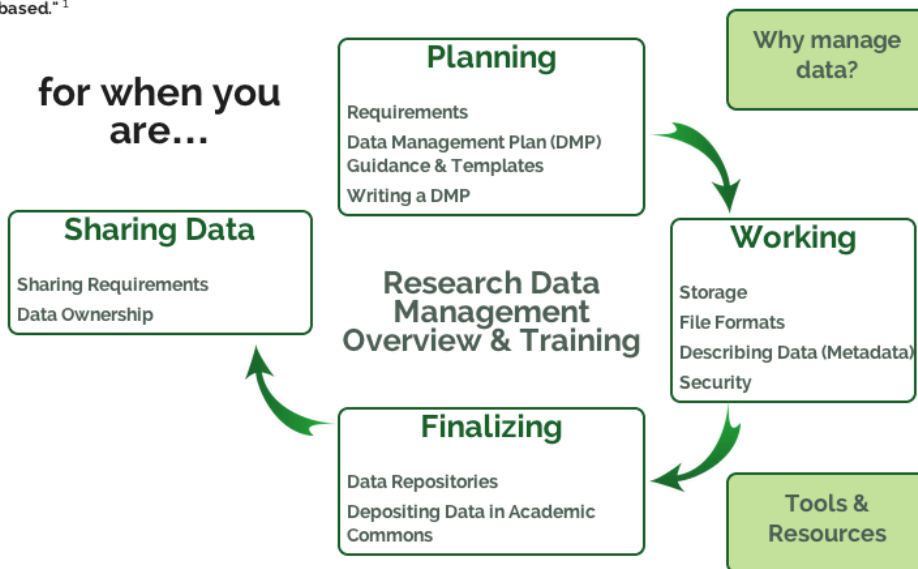 based." 1
for when you
are...
Planning
Requirements
Data Management Plan (DMP)
Guidance & Templates
Writing a DMP
Why manage
data?
Sharing Data
Sharing Requirements
Data Ownership
Research Data
Management
Overview & Training
Working
Storage
File Formats
Describing Data (Metadata)
Security
Finalizing
Data Repositories
Depositing Data in Academic
Commons
Tools &
Resources